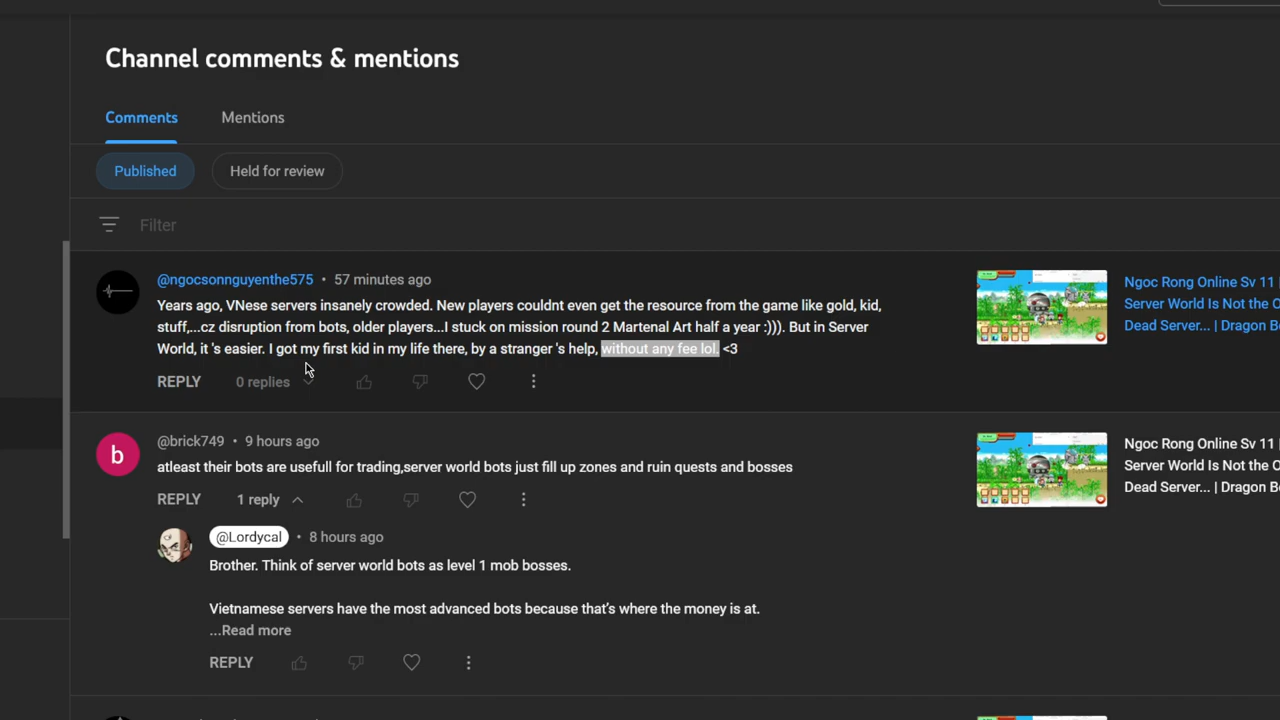 Channel comments & mentions
Comments
Mentions
Published
Held for review
Filter
@ngocsonnguyenthe575 • 57 minutes ago
Years ago, VNese servers insanely crowded. New players couldnt even get the resource from the game like gold, kid,
stuff,...cz disruption from bots, older players...I stuck on mission round 2 Martenal Art half a year :))). But in Server
World, it 's easier. I got my first kid in my life there, by a stranger 's help, without any fee lol. <3
REPLY
0 replies
Ngoc Rong Online Sv 11 |
Server World Is Not the O
Dead Server... | Dragon B
b
@brick749 • 9 hours ago
atleast their bots are usefull for trading,server world bots just fill up zones and ruin quests and bosses
REPLY
1 reply
Ngoc Rong Online Sv 11 |
Server World Is Not the O
Dead Server... | Dragon B
@Lordycal • 8 hours ago
Brother. Think of server world bots as level 1 mob bosses.
Vietnamese servers have the most advanced bots because that's where the money is at.
...Read more
REPLY